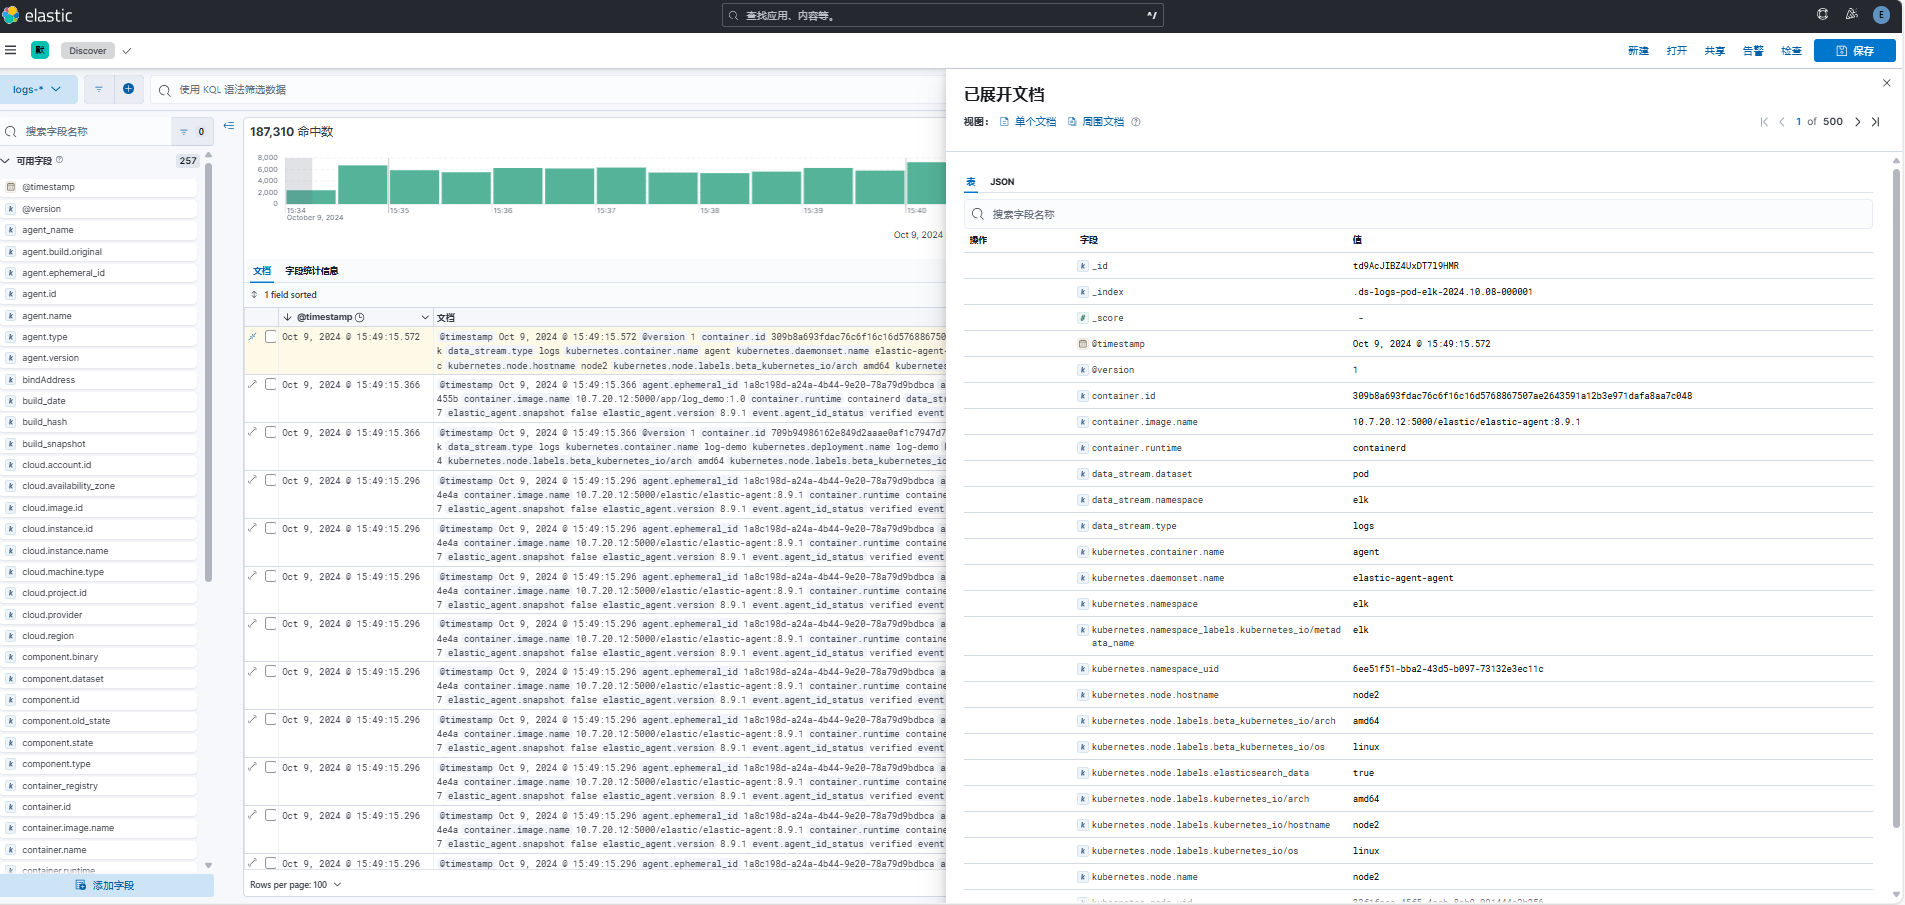 elastic
查找应用、内容等。
^/
E
默
Discover
新建
打开
共享
告警
检查
保存
logs-*
使用 KQL 语法筛选数据
搜索字段名称
0
可用字段
257
@timestamp
@version
agent_name
agent.build.original
agent.ephemeral_id
agent.id
agent.name
agent.type
agent.version
bindAddress
build_date
build_hash
build_snapshot
cloud.account.id
cloud.availability_zone
cloud.image.id
cloud.instance.id
cloud.instance.name
cloud.machine.type
cloud.project.id
cloud.provider
cloud.region
component.binary
component.dataset
component.id
component.old_state
component.state
component.type
container_registry
container.id
container.image.name
container.name
container.runtime
添加字段
187,310 命中数
8,000
6,000
4,000
2,000
0
15:34
October 9, 2024
15:35
15:36
15:37
15:38
15:39
15:40
Oct 9, 2024
文档
字段统计信息
1 field sorted
@timestamp
文档
Oct 9, 2024 @ 15:49:15.572
@timestamp Oct 9, 2024 @ 15:49:15.572 @version 1 container.id 309b8a693fdac76c6f16c16d576886750
k data_stream.type logs kubernetes.container.name agent kubernetes.daemonset.name elastic-agent-
c kubernetes.node.hostname node2 kubernetes.node.labels.beta_kubernetes_io/arch amd64 kubernetes
Oct 9, 2024 @ 15:49:15.366
@timestamp Oct 9, 2024 @ 15:49:15.366 agent.ephemeral_id 1a8c198d-a24a-4b44-9e20-78a79d9bdbca a
455b container.image.name 10.7.20.12:5000/app/log_demo:1.0 container.runtime containerd data_str
7 elastic_agent.snapshot false elastic_agent.version 8.9.1 event.agent_id_status verified event
Oct 9, 2024 @ 15:49:15.366
@timestamp Oct 9, 2024 @ 15:49:15.366 @version 1 container.id 709b94986162e849d2aaae0af1c7947d7
k data_stream.type logs kubernetes.container.name log-demo kubernetes.deployment.name log-demo
4 kubernetes.node.labels.beta_kubernetes_io/arch amd64 kubernetes.node.labels.beta_kubernetes_io
Oct 9, 2024 @ 15:49:15.296
@timestamp Oct 9, 2024 @ 15:49:15.296 agent.ephemeral_id 1a8c198d-a24a-4b44-9e20-78a79d9bdbca a
4e4a container.image.name 10.7.20.12:5000/elastic/elastic-agent:8.9.1 container.runtime containe
7 elastic_agent.snapshot false elastic_agent.version 8.9.1 event.agent_id_status verified event
Oct 9, 2024 @ 15:49:15.296
@timestamp Oct 9, 2024 @ 15:49:15.296 agent.ephemeral_id 1a8c198d-a24a-4b44-9e20-78a79d9bdbca a
4e4a container.image.name 10.7.20.12:5000/elastic/elastic-agent:8.9.1 container.runtime containe
7 elastic_agent.snapshot false elastic_agent.version 8.9.1 event.agent_id_status verified event
Oct 9, 2024 @ 15:49:15.296
@timestamp Oct 9, 2024 @ 15:49:15.296 agent.ephemeral_id 1a8c198d-a24a-4b44-9e20-78a79d9bdbca a
4e4a container.image.name 10.7.20.12:5000/elastic/elastic-agent:8.9.1 container.runtime containe
7 elastic_agent.snapshot false elastic_agent.version 8.9.1 event.agent_id_status verified event
Oct 9, 2024 @ 15:49:15.296
@timestamp Oct 9, 2024 @ 15:49:15.296 agent.ephemeral_id 1a8c198d-a24a-4b44-9e20-78a79d9bdbca a
4e4a container.image.name 10.7.20.12:5000/elastic/elastic-agent:8.9.1 container.runtime containe
7 elastic_agent.snapshot false elastic_agent.version 8.9.1 event.agent_id_status verified event
Oct 9, 2024 @ 15:49:15.296
@timestamp Oct 9, 2024 @ 15:49:15.296 agent.ephemeral_id 1a8c198d-a24a-4b44-9e20-78a79d9bdbca a
4e4a container.image.name 10.7.20.12:5000/elastic/elastic-agent:8.9.1 container.runtime containe
7 elastic_agent.snapshot false elastic_agent.version 8.9.1 event.agent_id_status verified event
Oct 9, 2024 @ 15:49:15.296
@timestamp Oct 9, 2024 @ 15:49:15.296 agent.ephemeral_id 1a8c198d-a24a-4b44-9e20-78a79d9bdbca a
4e4a container.image.name 10.7.20.12:5000/elastic/elastic-agent:8.9.1 container.runtime containe
7 elastic_agent.snapshot false elastic_agent.version 8.9.1 event.agent_id_status verified event
Oct 9, 2024 @ 15:49:15.296
@timestamp Oct 9, 2024 @ 15:49:15.296 agent.ephemeral_id 1a8c198d-a24a-4b44-9e20-78a79d9bdbca a
4e4a container.image.name 10.7.20.12:5000/elastic/elastic-agent:8.9.1 container.runtime containe
7 elastic_agent.snapshot false elastic_agent.version 8.9.1 event.agent_id_status verified event
Oct 9, 2024 @ 15:49:15.296
@timestamp Oct 9, 2024 @ 15:49:15.296 agent.ephemeral_id 1a8c198d-a24a-4b44-9e20-78a79d9bdbca a
4e4a container.image.name 10.7.20.12:5000/elastic/elastic-agent:8.9.1 container.runtime containe
7 elastic_agent.snapshot false elastic_agent.version 8.9.1 event.agent_id_status verified event
Oct 9, 2024 @ 15:49:15.296
@timestamp Oct 9, 2024 @ 15:49:15.296 agent.ephemeral_id 1a8c198d-a24a-4b44-9e20-78a79d9bdbca a
Rows per page: 100
已展开文档
视图：
单个文档
周围文档
1 of 500
表
JSON
搜索字段名称
操作
字段
值
_id td9AcJIBZ4UxDT7l9HMR
_index .ds-logs-pod-elk-2024.10.08-000001
_score -
@timestamp Oct 9, 2024 @ 15:49:15.572
@version 1
container.id 309b8a693fdac76c6f16c16d5768867507ae2643591a12b3e971dafa8aa7c048
container.image.name 10.7.20.12:5000/elastic/elastic-agent:8.9.1
container.runtime containerd
data_stream.dataset pod
data_stream.namespace elk
data_stream.type logs
kubernetes.container.name agent
kubernetes.daemonset.name elastic-agent-agent
kubernetes.namespace elk
kubernetes.namespace_labels.kubernetes_io/metad elk
ata_name
kubernetes.namespace_uid 6ee51f51-bba2-43d5-b097-73132e3ec11c
kubernetes.node.hostname node2
kubernetes.node.labels.beta_kubernetes_io/arch amd64
kubernetes.node.labels.beta_kubernetes_io/os linux
kubernetes.node.labels.elasticsearch_data true
kubernetes.node.labels.kubernetes_io/arch amd64
kubernetes.node.labels.kubernetes_io/hostname node2
kubernetes.node.labels.kubernetes_io/os linux
kubernetes.node.name node2
kubernetes.node.uid